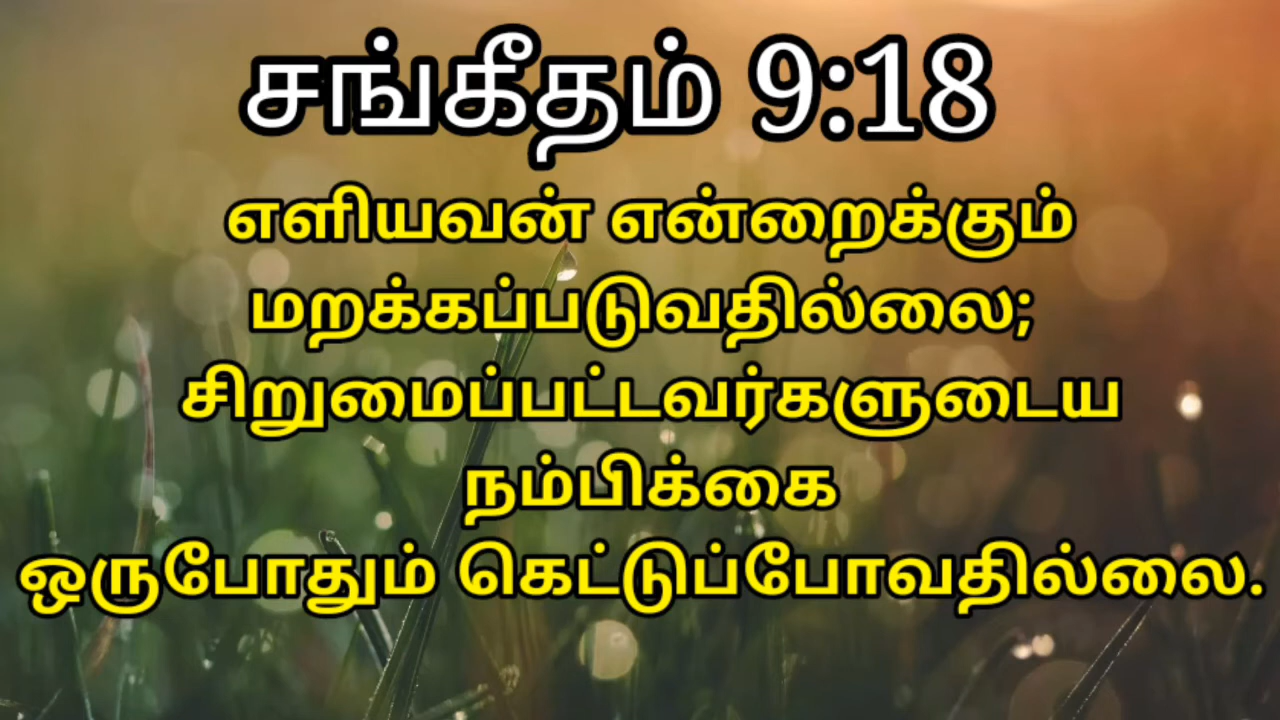 சங்கீதம் 9:18
எளியவன் என்றைக்கும்
மறக்கப்படுவதில்லை;
சிறுமைப்பட்டவர்களுடைய
நம்பிக்கை
ஒருபோதும் கெட்டுப்போவதில்லை.